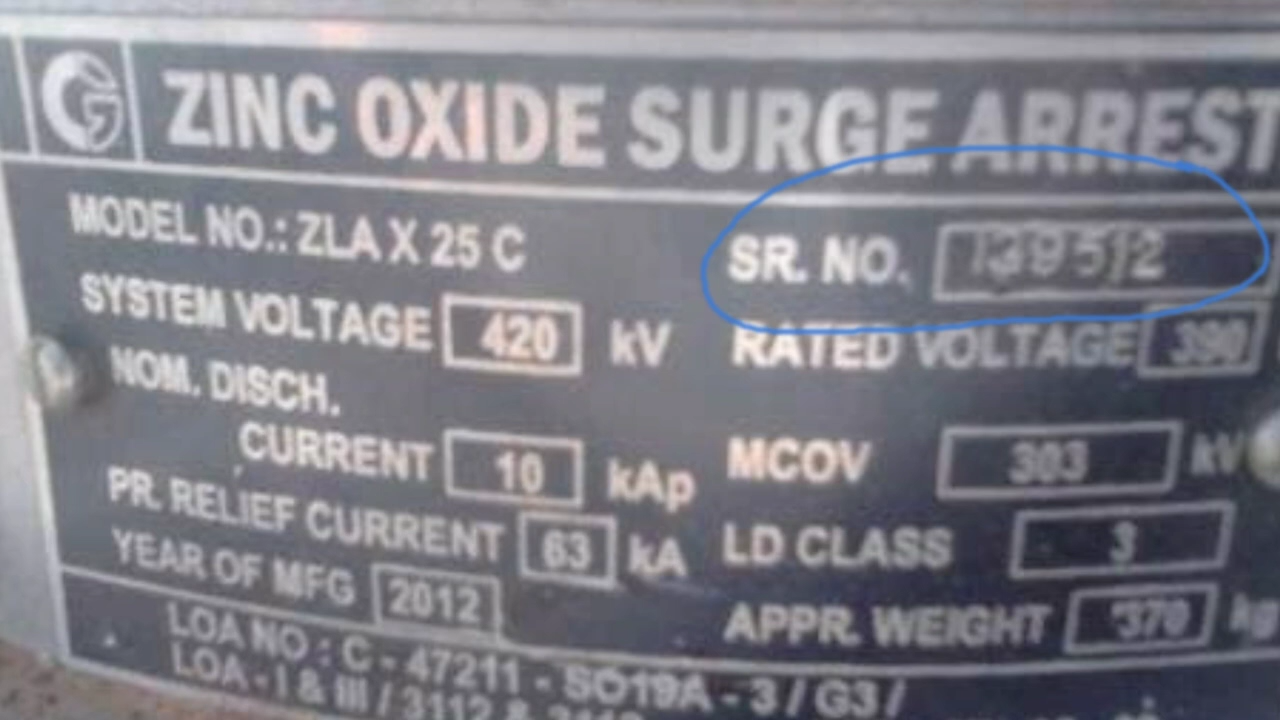 ZINC OXIDE SURGE ARREST
MODEL NO.: ZLA X 25 C
SR. NO. 139512
SYSTEM VOLTAGE 420 kV
RATED VOLTAGE 390
NOM. DISCH.
CURRENT 10 kAp
MCOV 303 kV
PR. RELIEF CURRENT 63 kA
LD CLASS 3
YEAR OF MFG 2012
APPR. WEIGHT 370 kg
LOA NO : C - 47211 - SO19A - 3 / G3 /
LOA - I & III / 3112 &